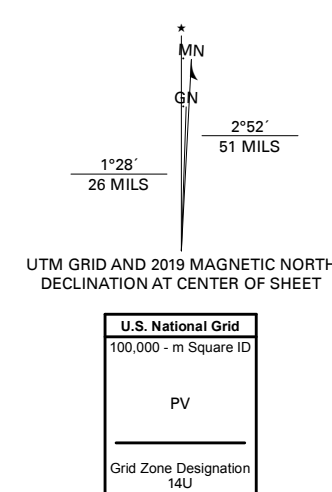 ★
MN
GN
2°52´
51 MILS
1°28´
26 MILS
UTM GRID AND 2019 MAGNETIC NORTH
DECLINATION AT CENTER OF SHEET
U.S. National Grid
100,000 - m Square ID
PV
Grid Zone Designation
14U